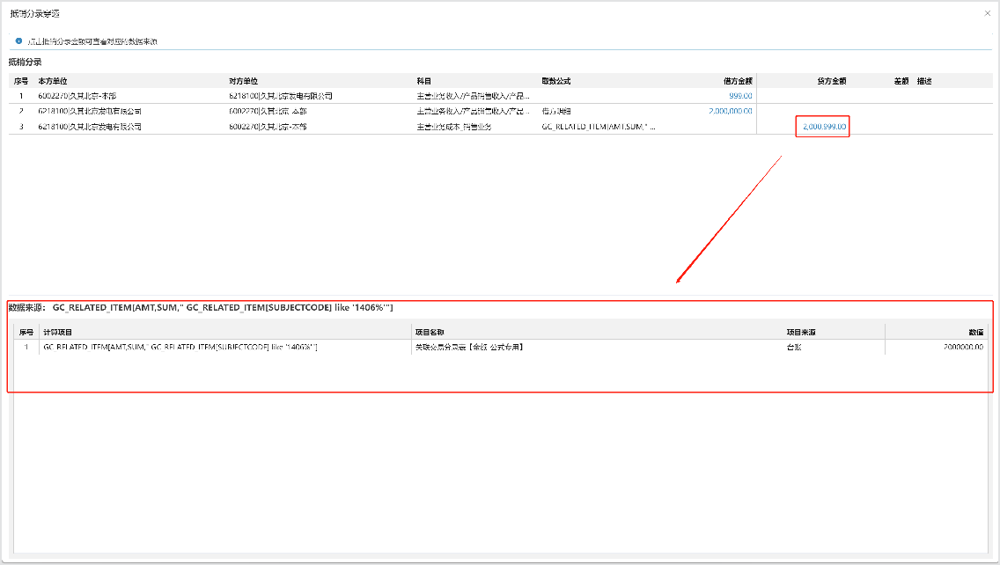 抵销分录穿透
点击抵销分录金额可查看对应的数据来源
抵销分录
序号 本方单位 对方单位 科目 取数公式 借方金额 贷方金额 差额 描述
1 6002270|久其北京-本部 6218100|久其北京发电有限公司 主营业务收入/产品销售收入/产品... 999.00
2 6218100|久其北京发电有限公司 6002270|久其北京-本部 主营业务收入/产品销售收入/产品... 借方明细 2,000,000.00
3 6218100|久其北京发电有限公司 6002270|久其北京-本部 主营业务成本_销售业务 GC_RELATED_ITEM[AMT,SUM," ... 2,000,999.00
数据来源: GC_RELATED_ITEM[AMT,SUM," GC_RELATED_ITEM[SUBJECTCODE] like '1406%'"]
序号 计算项目 项目名称 项目来源 数值
1 GC_RELATED_ITEM[AMT,SUM," GC_RELATED_ITEM[SUBJECTCODE] like '1406%'"] 关联交易分录表【金额_公式专用】 台账 2000000.00